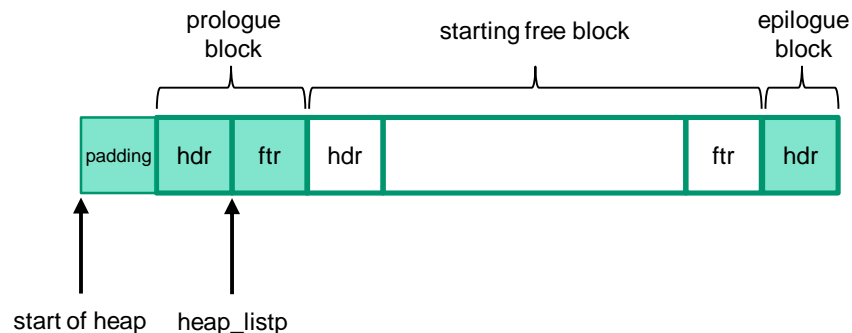 prologue
block
starting free block
epilogue
block
padding
hdr
ftr
hdr
ftr
hdr
start of heap
heap_listp